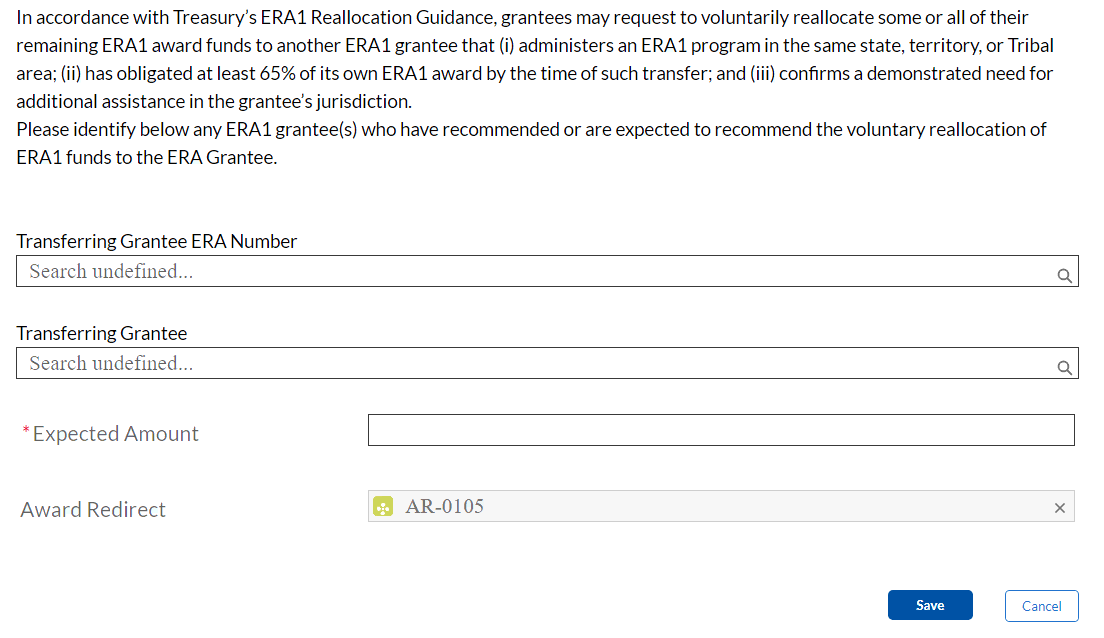 In accordance with Treasury’s ERA1 Reallocation Guidance, grantees may request to voluntarily reallocate some or all of their
remaining ERA1 award funds to another ERA1 grantee that (i) administers an ERA1 program in the same state, territory, or Tribal
area; (ii) has obligated at least 65% of its own ERA1 award by the time of such transfer; and (iii) confirms a demonstrated need for
additional assistance in the grantee’s jurisdiction.
Please identify below any ERA1 grantee(s) who have recommended or are expected to recommend the voluntary reallocation of
ERA1 funds to the ERA Grantee.
Transferring Grantee ERA Number
Search undefined...
Transferring Grantee
Search undefined...
*Expected Amount
Award Redirect AR-0105
Save Cancel